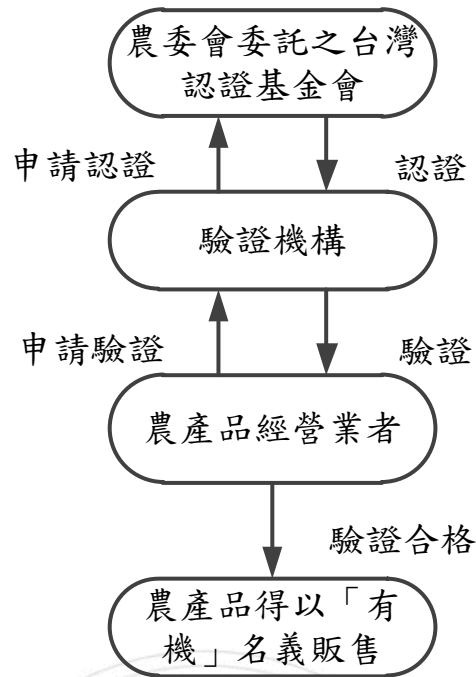 農委會委託之台灣
認證基金會
申請認證
認證
驗證機構
申請驗證
驗證
農產品經營業者
驗證合格
農產品得以「有
機」名義販售